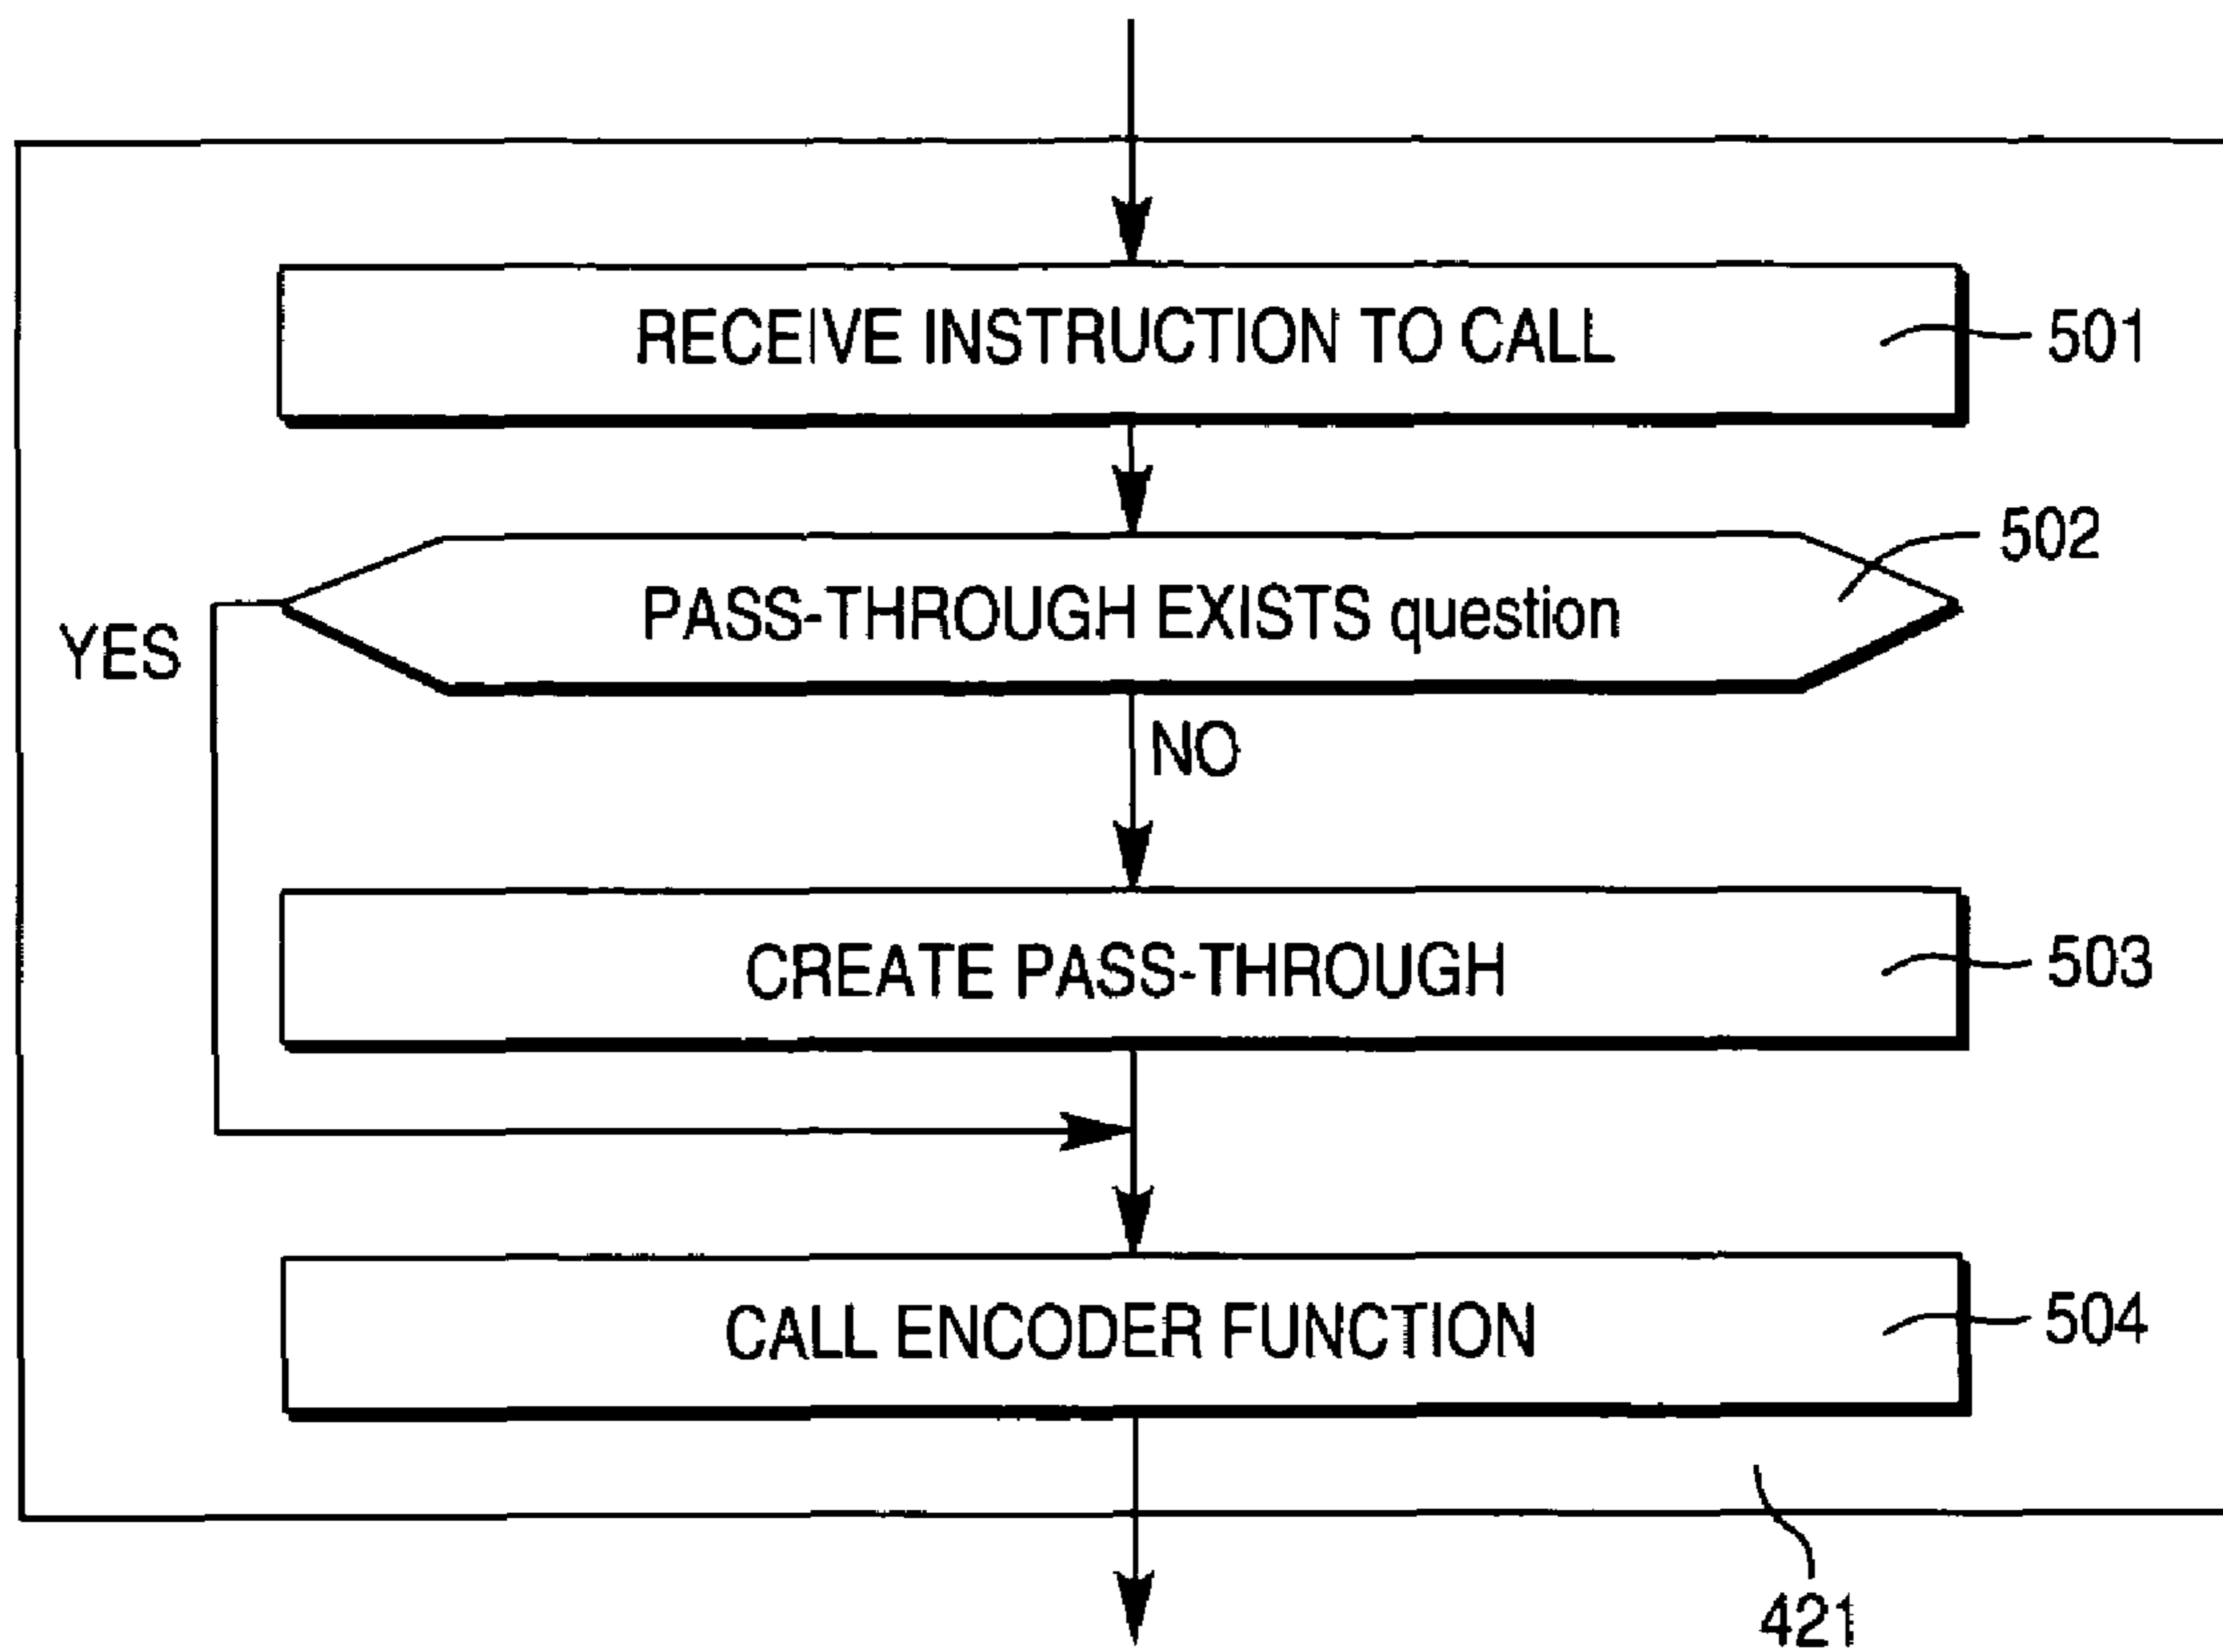 RECEIVE INSTRUCTION TO CALL
501
502
PASS-THROUGH EXISTS question
YES
NO
CREATE PASS-THROUGH
503
CALL ENCODER FUNCTION
504
421